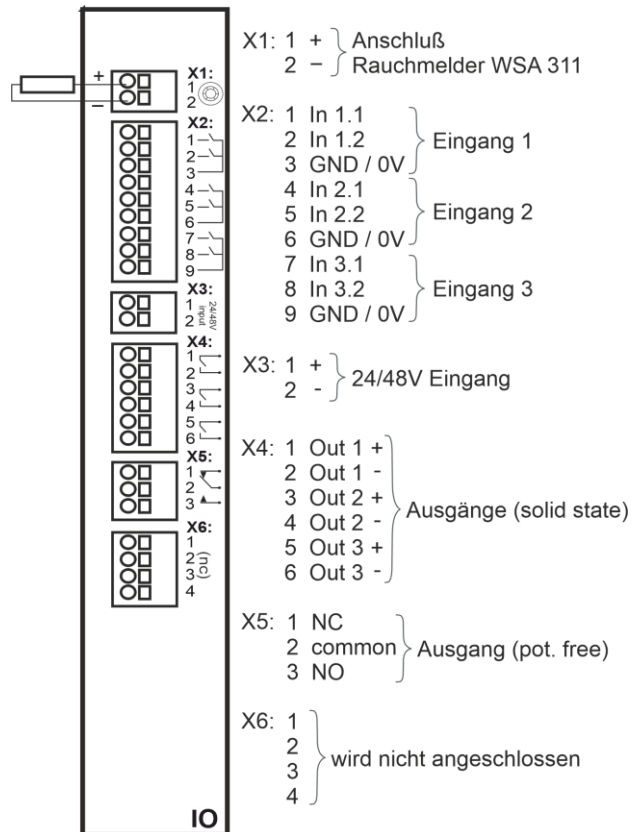 +
−
X1:
1
2
X2:
1
2
3
4
5
6
7
8
9
X3:
1
2
24/48V
input
X4:
1
2
3
4
5
6
X5:
1
2
3
X6:
1
2
3
4
(nc)
IO
X1: 1 + Anschluß
2 − Rauchmelder WSA 311
X2: 1 In 1.1
2 In 1.2
3 GND / 0V
Eingang 1
4 In 2.1
5 In 2.2
6 GND / 0V
Eingang 2
7 In 3.1
8 In 3.2
9 GND / 0V
Eingang 3
X3: 1 +
2 -
24/48V Eingang
X4: 1 Out 1 +
2 Out 1 -
3 Out 2 +
4 Out 2 -
5 Out 3 +
6 Out 3 -
Ausgänge (solid state)
X5: 1 NC
2 common
3 NO
Ausgang (pot. free)
X6: 1
2
3
4
wird nicht angeschlossen